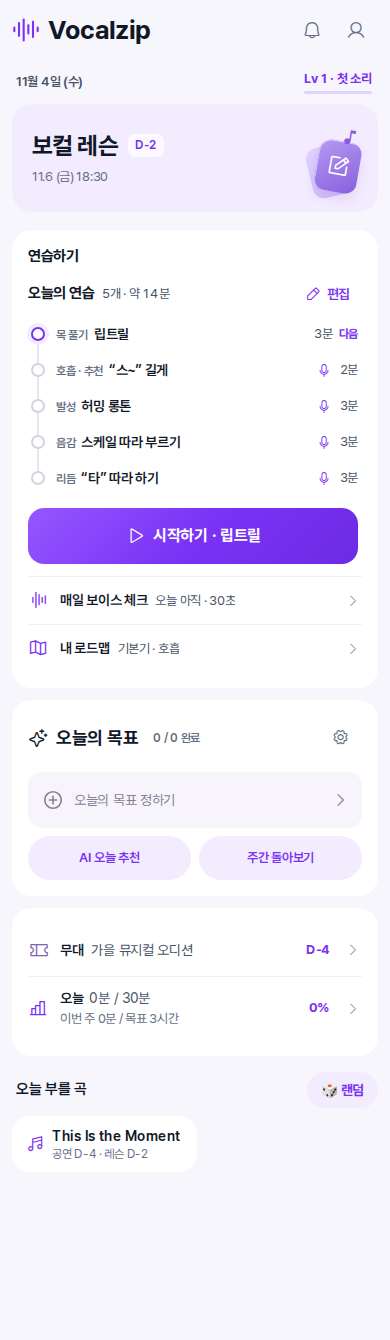 Vocalzip
11월 4일 (수)
Lv 1 · 첫 소리
보컬 레슨 D-2
11.6 (금) 18:30
연습하기
오늘의 연습 5개 · 약 14분 편집
목 풀기 립트릴 3분 다음
호흡 · 추천 “스~” 길게 2분
발성 허밍 롱톤 3분
음감 스케일 따라 부르기 3분
리듬 “타” 따라 하기 3분
시작하기 · 립트릴
매일 보이스 체크 오늘 아직 · 30초
내 로드맵 기본기 · 호흡
오늘의 목표 0 / 0 완료
오늘의 목표 정하기
AI 오늘 추천 주간 돌아보기
무대 가을 뮤지컬 오디션 D-4
오늘 0분 / 30분
이번 주 0분 / 목표 3시간 0%
오늘 부를 곡 랜덤
This Is the Moment
공연 D-4 · 레슨 D-2